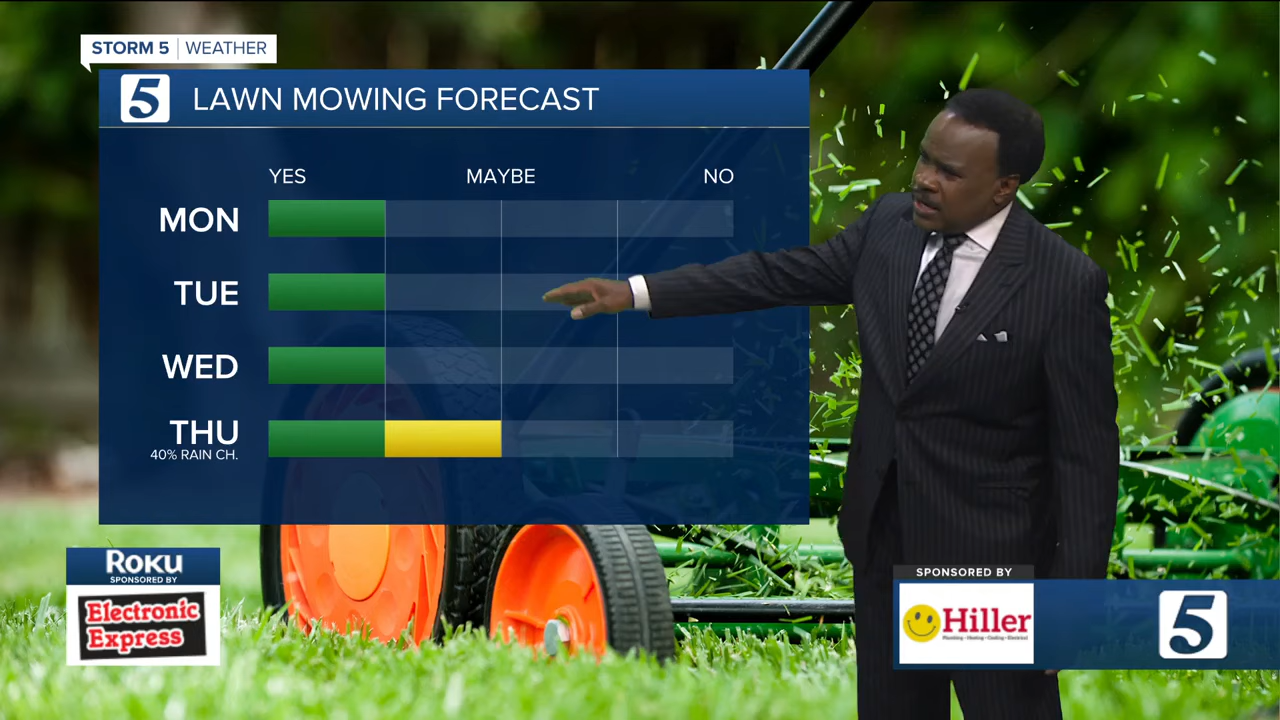 STORM 5 | WEATHER
5 LAWN MOWING FORECAST
YES MAYBE NO
MON
TUE
WED
THU
40% RAIN CH.
ROKU
SPONSORED BY
Electronic
Express
SPONSORED BY
Hiller
Plumbing • Heating • Cooling • Electrical
5